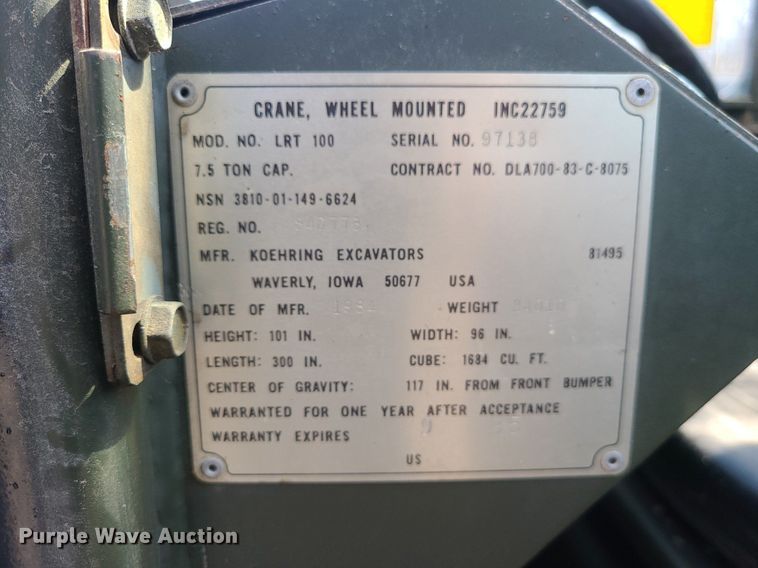 CRANE, WHEEL MOUNTED INC22759
MOD. NO. LRT 100 SERIAL NO. 97138
7.5 TON CAP. CONTRACT NO. DLA700-83-C-8075
NSN 3810-01-149-6624
REG. NO.
MFR. KOEHRING EXCAVATORS 81495
WAVERLY, IOWA 50677 USA
DATE OF MFR. 1984 WEIGHT
HEIGHT: 101 IN. WIDTH: 96 IN.
LENGTH: 300 IN. CUBE: 1684 CU. FT.
CENTER OF GRAVITY: 117 IN. FROM FRONT BUMPER
WARRANTED FOR ONE YEAR AFTER ACCEPTANCE
WARRANTY EXPIRES
US
Purple Wave Auction®